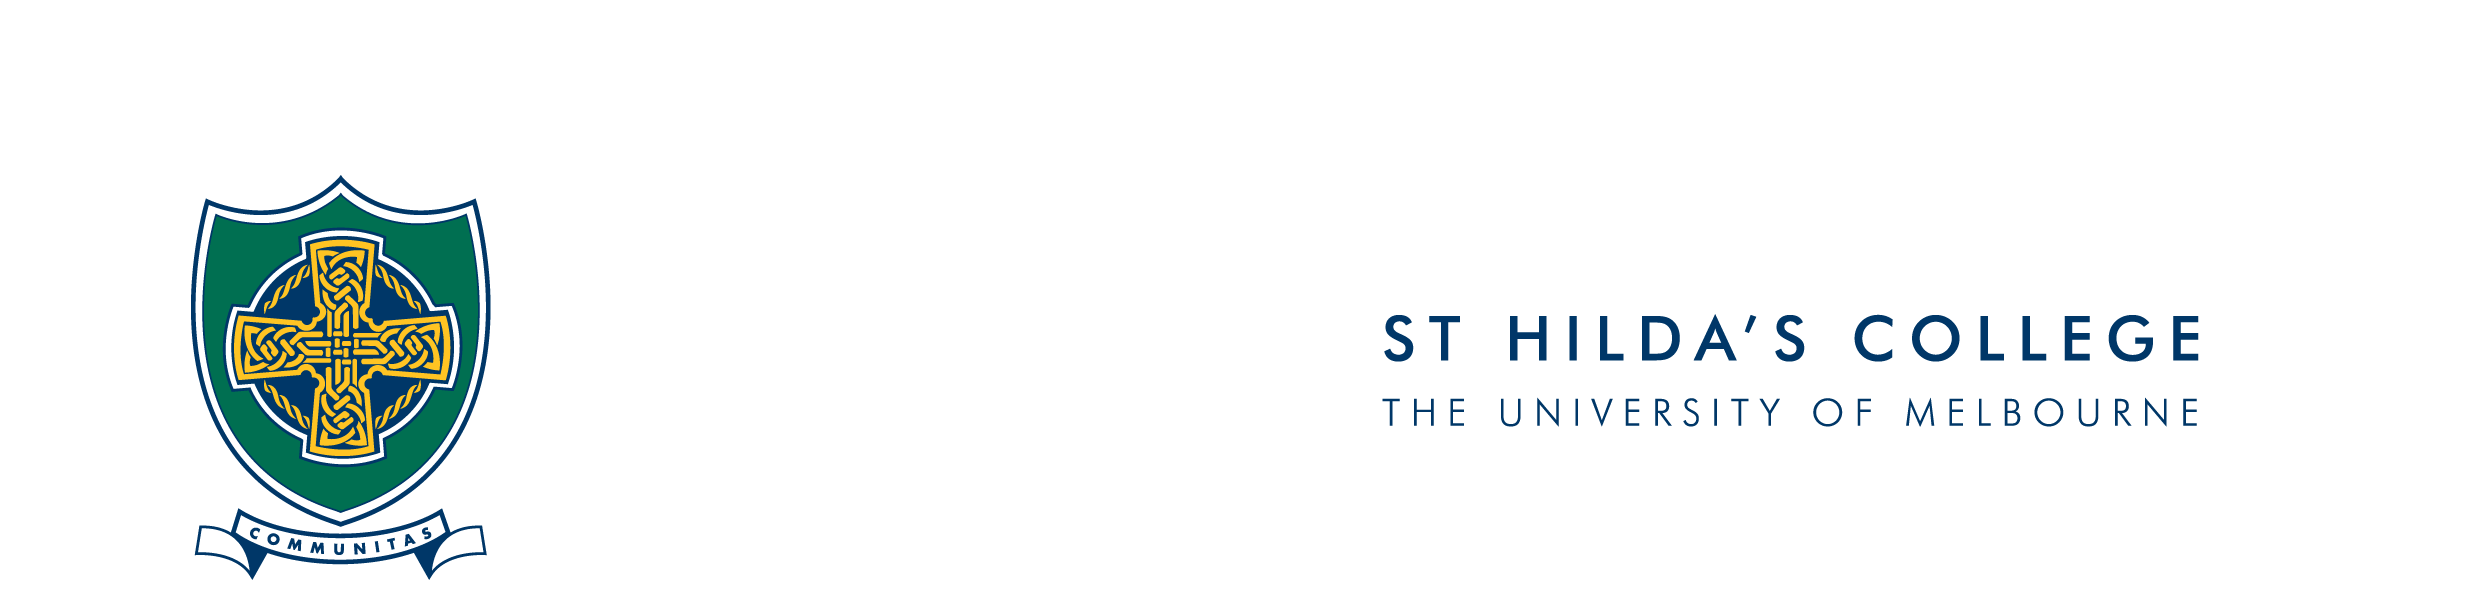 COMMUNITAS
ST HILDA’S COLLEGE
THE UNIVERSITY OF MELBOURNE